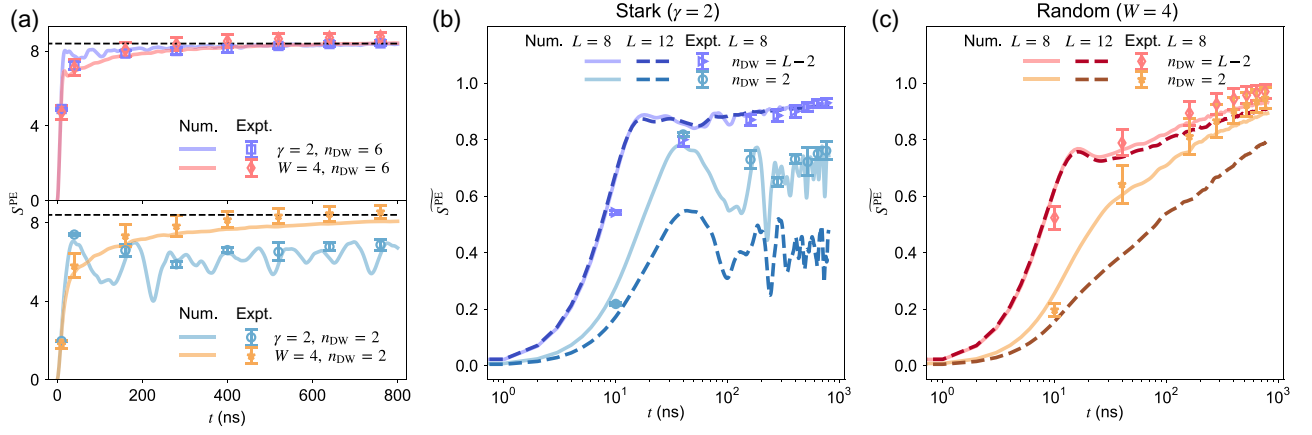 (a)
8
4
0
Num. Expt.
γ = 2, n_DW = 6
W = 4, n_DW = 6
S^PE
8
4
0
Num. Expt.
γ = 2, n_DW = 2
W = 4, n_DW = 2
0 200 400 600 800
t (ns)
(b) Stark (γ = 2)
Num. L = 8 L = 12 Expt. L = 8
n_DW = L−2
n_DW = 2
1.0
0.8
0.6
0.4
0.2
0.0
S̃^PE
10^0 10^1 10^2 10^3
t (ns)
(c) Random (W = 4)
Num. L = 8 L = 12 Expt. L = 8
n_DW = L−2
n_DW = 2
1.0
0.8
0.6
0.4
0.2
0.0
S̃^PE
10^0 10^1 10^2 10^3
t (ns)